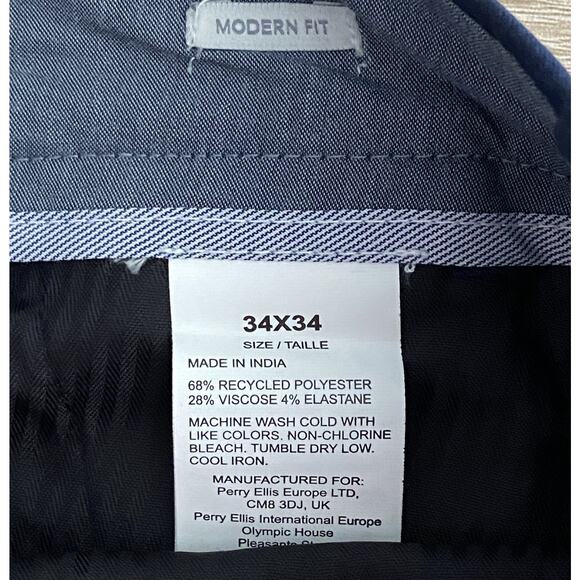 MODERN FIT
34X34
SIZE / TAILLE
MADE IN INDIA
68% RECYCLED POLYESTER
28% VISCOSE 4% ELASTANE
MACHINE WASH COLD WITH
LIKE COLORS. NON-CHLORINE
BLEACH. TUMBLE DRY LOW.
COOL IRON.
MANUFACTURED FOR:
Perry Ellis Europe LTD,
CM8 3DJ, UK
Perry Ellis International Europe
Olympic House
Pleasants